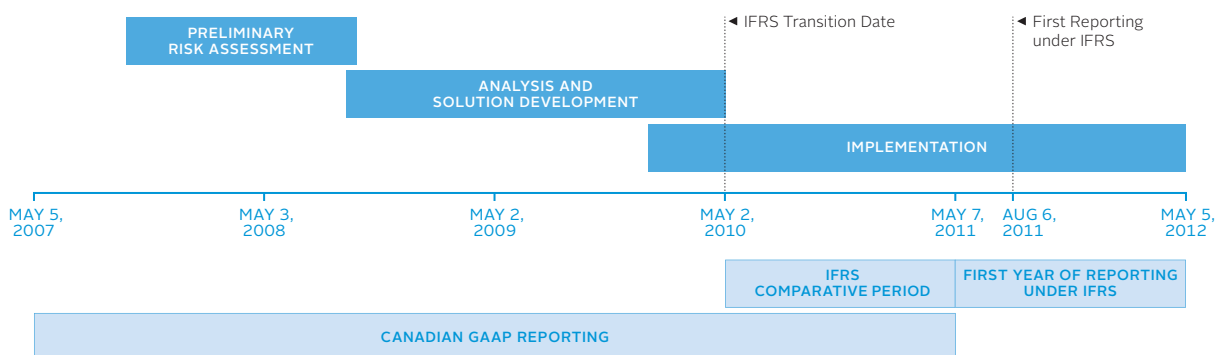 PRELIMINARY
RISK ASSESSMENT
◄ IFRS Transition Date
◄ First Reporting
under IFRS
ANALYSIS AND
SOLUTION DEVELOPMENT
IMPLEMENTATION
MAY 5,
2007
MAY 3,
2008
MAY 2,
2009
MAY 2,
2010
MAY 7,
2011
AUG 6,
2011
MAY 5,
2012
IFRS
COMPARATIVE PERIOD
FIRST YEAR OF REPORTING
UNDER IFRS
CANADIAN GAAP REPORTING